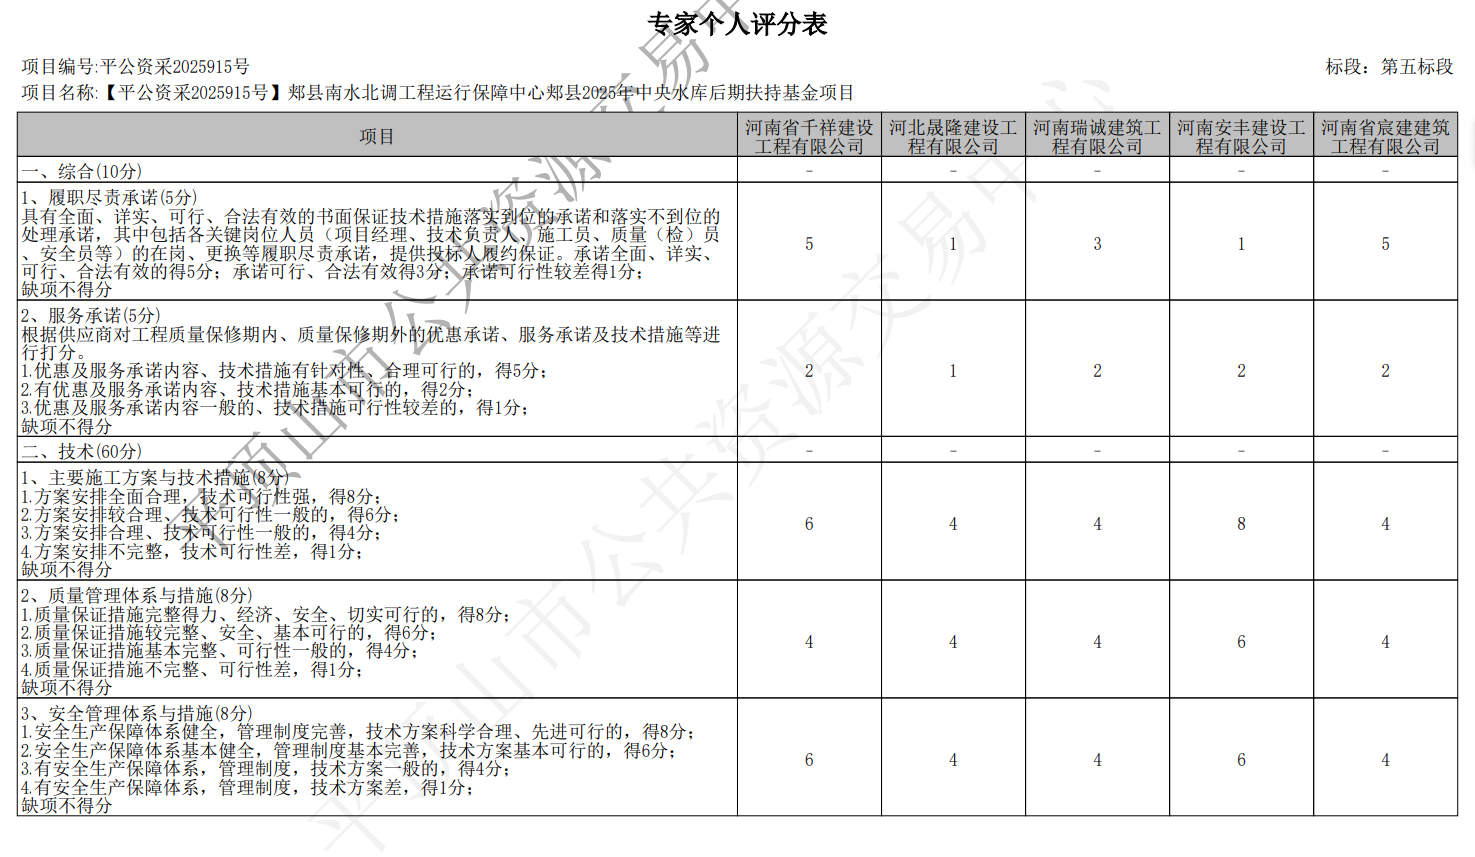 专家个人评分表
项目编号:平公资采2025915号
标段：第五标段
项目名称:【平公资采2025915号】郏县南水北调工程运行保障中心郏县2025年中央水库后期扶持基金项目
项目
河南省千祥建设工程有限公司
河北晟隆建设工程有限公司
河南瑞诚建筑工程有限公司
河南安丰建设工程有限公司
河南省宸建建筑工程有限公司
一、综合(10分)
- - - - -
1、履职尽责承诺(5分)
具有全面、详实、可行、合法有效的书面保证技术措施落实到位的承诺和落实不到位的
处理承诺，其中包括各关键岗位人员（项目经理、技术负责人、施工员、质量（检）员
、安全员等）的在岗、更换等履职尽责承诺，提供投标人履约保证。承诺全面、详实、
可行、合法有效的得5分；承诺可行、合法有效得3分；承诺可行性较差得1分；
缺项不得分
5 1 3 1 5
2、服务承诺(5分)
根据供应商对工程质量保修期内、质量保修期外的优惠承诺、服务承诺及技术措施等进
行打分。
1.优惠及服务承诺内容、技术措施有针对性、合理可行的，得5分；
2.有优惠及服务承诺内容、技术措施基本可行的，得2分；
3.优惠及服务承诺内容一般的、技术措施可行性较差的，得1分；
缺项不得分
2 1 2 2 2
二、技术(60分)
- - - - -
1、主要施工方案与技术措施(8分)
1.方案安排全面合理，技术可行性强，得8分；
2.方案安排较合理、技术可行性一般的，得6分；
3.方案安排合理、技术可行性一般的，得4分；
4.方案安排不完整，技术可行性差，得1分；
缺项不得分
6 4 4 8 4
2、质量管理体系与措施(8分)
1.质量保证措施完整得力、经济、安全、切实可行的，得8分；
2.质量保证措施较完整、安全、基本可行的，得6分；
3.质量保证措施基本完整、可行性一般的，得4分；
4.质量保证措施不完整、可行性差，得1分；
缺项不得分
4 4 4 6 4
3、安全管理体系与措施(8分)
1.安全生产保障体系健全，管理制度完善，技术方案科学合理、先进可行的，得8分；
2.安全生产保障体系基本健全，管理制度基本完善，技术方案基本可行的，得6分；
3.有安全生产保障体系，管理制度，技术方案一般的，得4分；
4.有安全生产保障体系，管理制度，技术方案差，得1分；
缺项不得分
6 4 4 6 4
平顶山市公共资源交易中
平顶山市公共资源交易中心